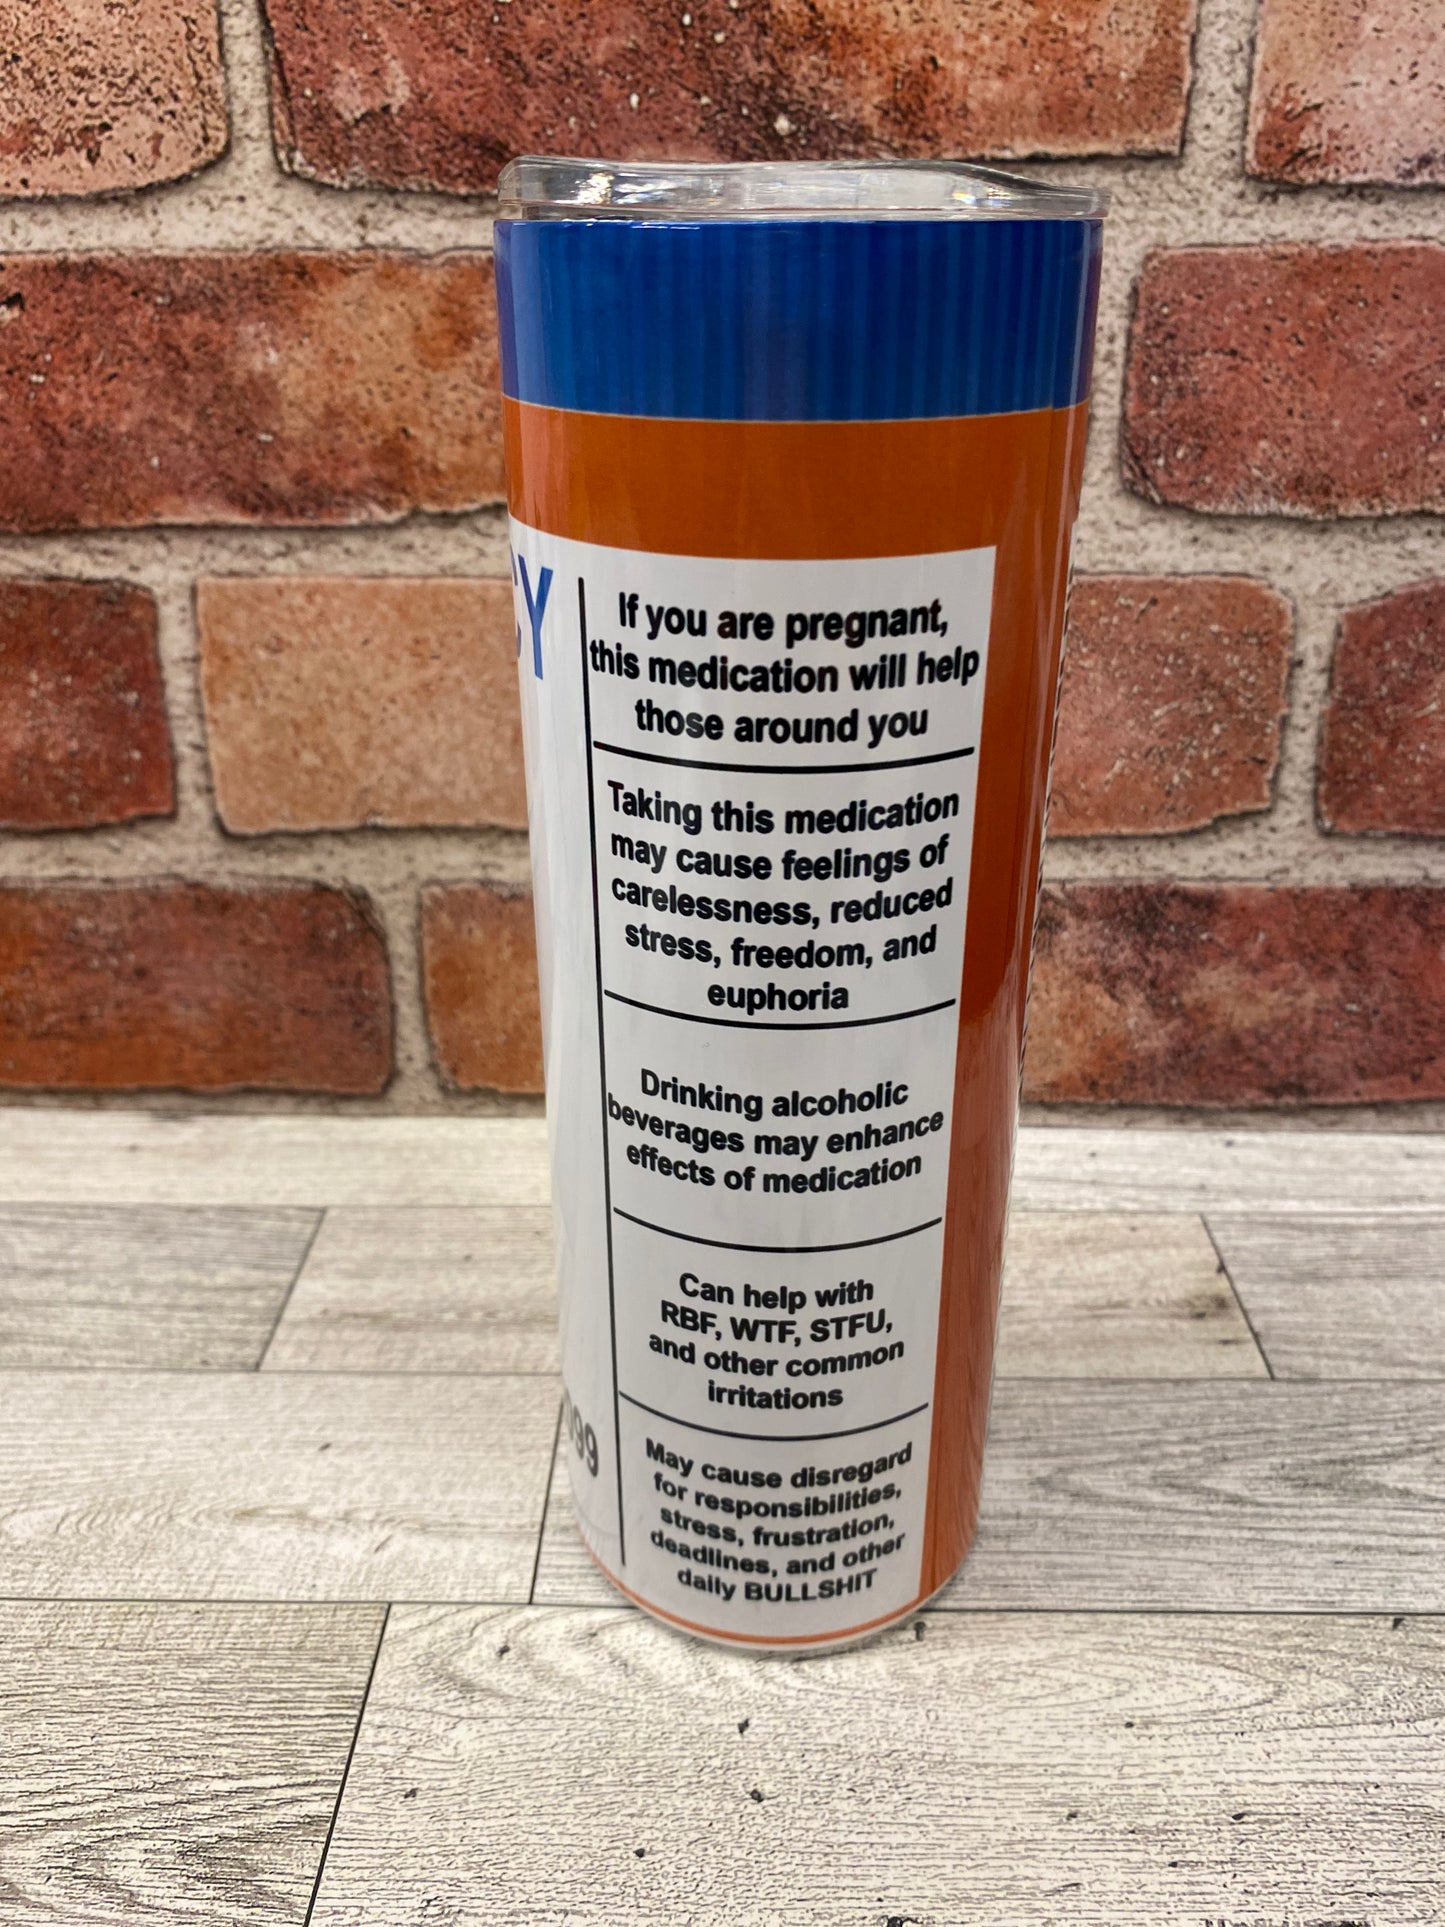 CY
If you are pregnant,
this medication will help
those around you
Taking this medication
may cause feelings of
carelessness, reduced
stress, freedom, and
euphoria
Drinking alcoholic
beverages may enhance
effects of medication
Can help with
RBF, WTF, STFU,
and other common
irritations
99
May cause disregard
for responsibilities,
stress, frustration,
deadlines, and other
daily BULLSHIT